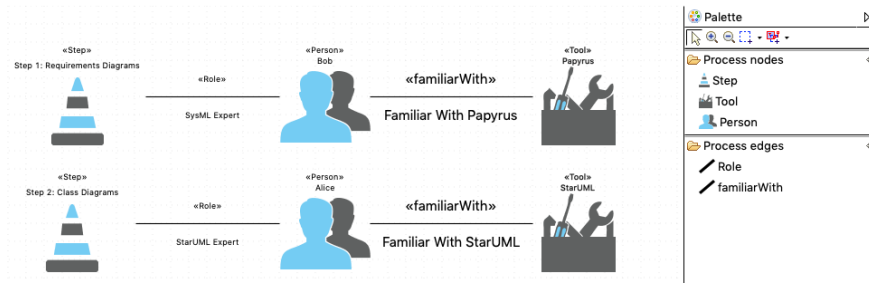 «Step»
Step 1: Requirements Diagrams
«Role»
SysML Expert
«Person»
Bob
«familiarWith»
Familiar With Papyrus
«Tool»
Papyrus
«Step»
Step 2: Class Diagrams
«Role»
StarUML Expert
«Person»
Alice
«familiarWith»
Familiar With StarUML
«Tool»
StarUML
Palette
Process nodes
Step
Tool
Person
Process edges
Role
familiarWith